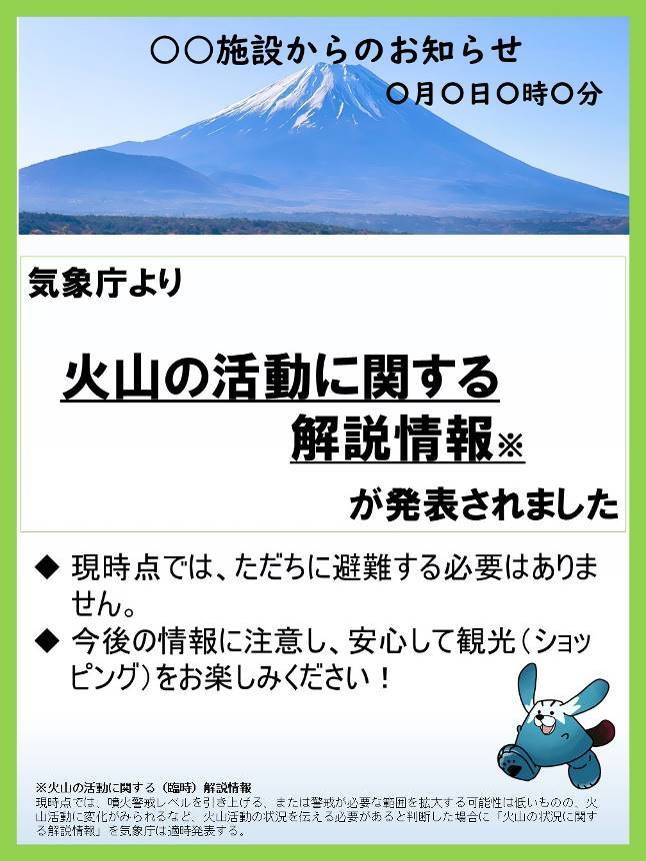 〇〇施設からのお知らせ
〇月〇日〇時〇分
気象庁より
火山の活動に関する
解説情報※
が発表されました
◆ 現時点では、ただちに避難する必要はありま
せん。
◆ 今後の情報に注意し、安心して観光（ショッ
ピング）をお楽しみください！
※火山の活動に関する（臨時）解説情報
現時点では、噴火警戒レベルを引き上げる、または警戒が必要な範囲を拡大する可能性は低いものの、火
山活動に変化がみられるなど、火山活動の状況を伝える必要があると判断した場合に「火山の状況に関す
る解説情報」を気象庁は適時発表する。